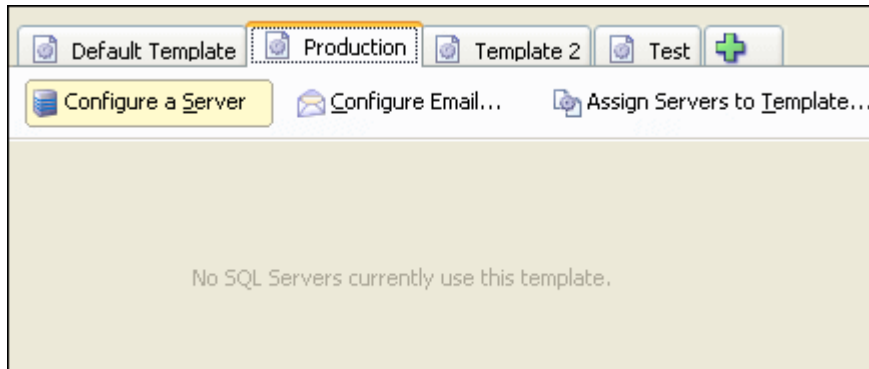 Default Template Production Template 2 Test
Configure a Server Configure Email... Assign Servers to Template...
No SQL Servers currently use this template.